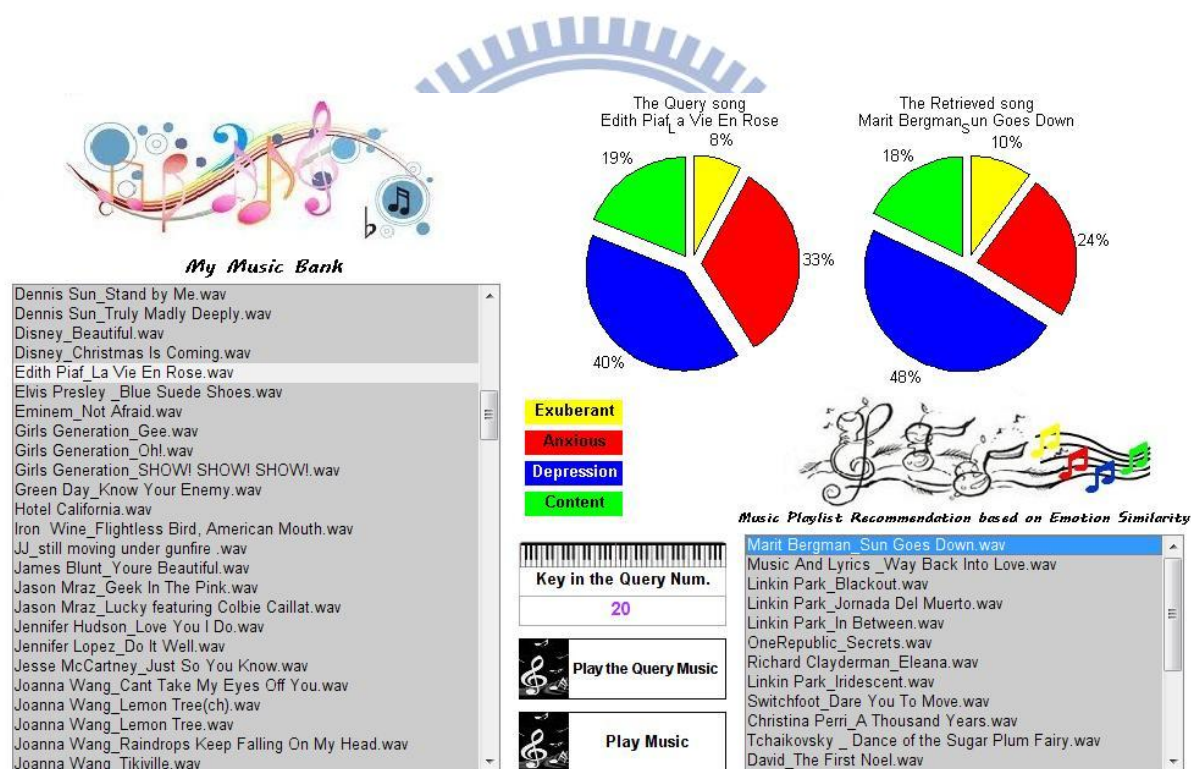 The Query song
Edith Piaf_La Vie En Rose
8%
19%
33%
40%
The Retrieved song
Marit Bergman_Sun Goes Down
10%
18%
24%
48%
My Music Bank
Dennis Sun_Stand by Me.wav
Dennis Sun_Truly Madly Deeply.wav
Disney_Beautiful.wav
Disney_Christmas Is Coming.wav
Edith Piaf_La Vie En Rose.wav
Elvis Presley _Blue Suede Shoes.wav
Eminem_Not Afraid.wav
Girls Generation_Gee.wav
Girls Generation_Oh!.wav
Girls Generation_SHOW! SHOW! SHOW!.wav
Green Day_Know Your Enemy.wav
Hotel California.wav
Iron  Wine_Flightless Bird, American Mouth.wav
JJ_still moving under gunfire .wav
James Blunt_Youre Beautiful.wav
Jason Mraz_Geek In The Pink.wav
Jason Mraz_Lucky featuring Colbie Caillat.wav
Jennifer Hudson_Love You I Do.wav
Jennifer Lopez_Do It Well.wav
Jesse McCartney_Just So You Know.wav
Joanna Wang_Cant Take My Eyes Off You.wav
Joanna Wang_Lemon Tree(ch).wav
Joanna Wang_Lemon Tree.wav
Joanna Wang_Raindrops Keep Falling On My Head.wav
Joanna Wang_Tikiville.wav
Exuberant
Anxious
Depression
Content
Key in the Query Num.
20
Play the Query Music
Play Music
Music Playlist Recommendation based on Emotion Similarity
Marit Bergman_Sun Goes Down.wav
Music And Lyrics _Way Back Into Love.wav
Linkin Park_Blackout.wav
Linkin Park_Jornada Del Muerto.wav
Linkin Park_In Between.wav
OneRepublic_Secrets.wav
Richard Clayderman_Eleana.wav
Linkin Park_Iridescent.wav
Switchfoot_Dare You To Move.wav
Christina Perri_A Thousand Years.wav
Tchaikovsky _ Dance of the Sugar Plum Fairy.wav
David_The First Noel.wav